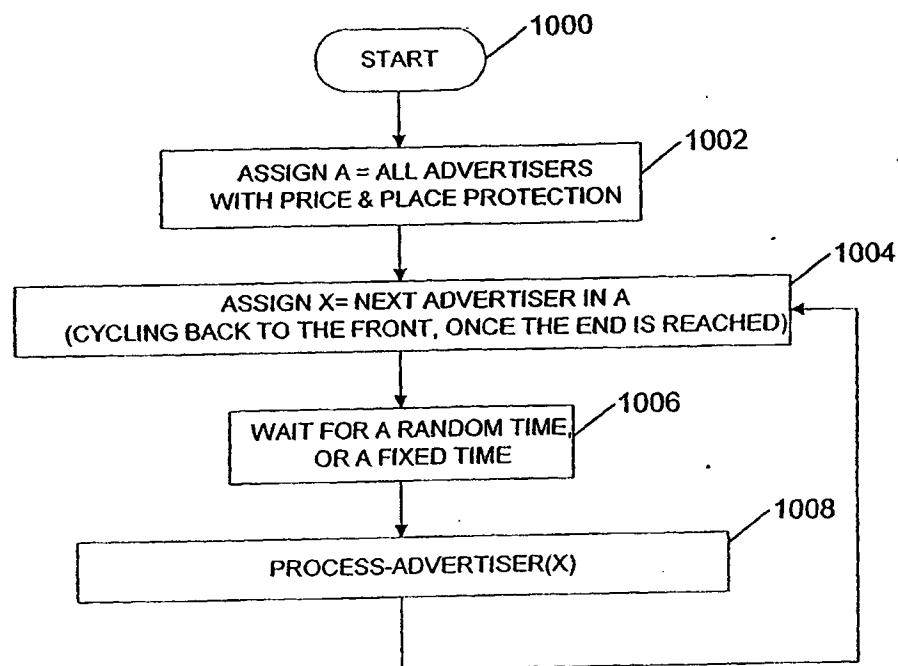 1000
START
1002
ASSIGN A = ALL ADVERTISERS
WITH PRICE & PLACE PROTECTION
1004
ASSIGN X= NEXT ADVERTISER IN A
(CYCLING BACK TO THE FRONT, ONCE THE END IS REACHED)
1006
WAIT FOR A RANDOM TIME,
OR A FIXED TIME
1008
PROCESS-ADVERTISER(X)